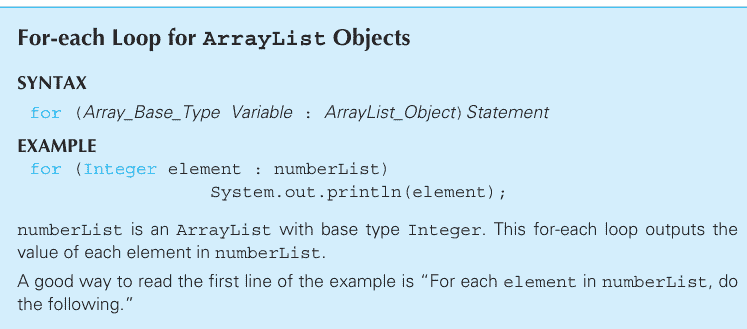 For-each Loop for ArrayList Objects
SYNTAX
for (Array_Base_Type Variable : ArrayList_Object) Statement
EXAMPLE
for (Integer element : numberList)
System.out.println(element);
numberList is an ArrayList with base type Integer. This for-each loop outputs the
value of each element in numberList.
A good way to read the first line of the example is “For each element in numberList, do
the following.”